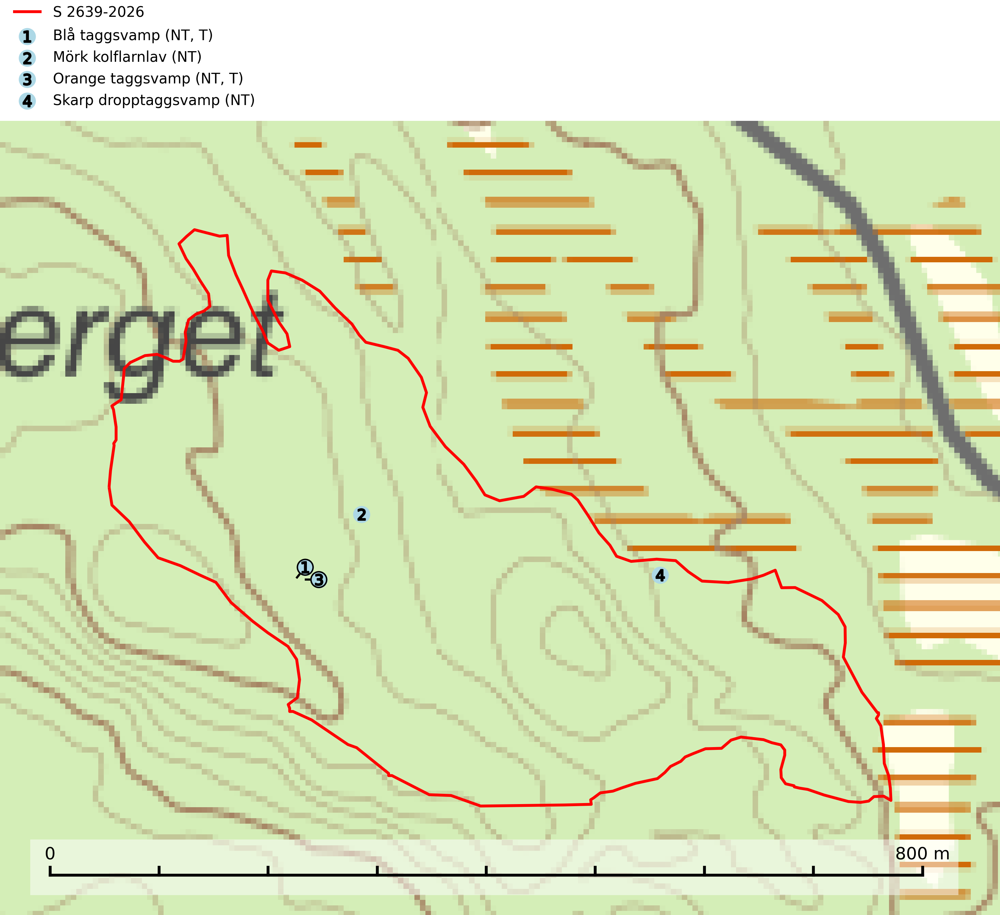 S 2639-2026
1 Blå taggsvamp (NT, T)
2 Mörk kolflarnlav (NT)
3 Orange taggsvamp (NT, T)
4 Skarp dropptaggsvamp (NT)
erget
2
1
3
4
0 800 m